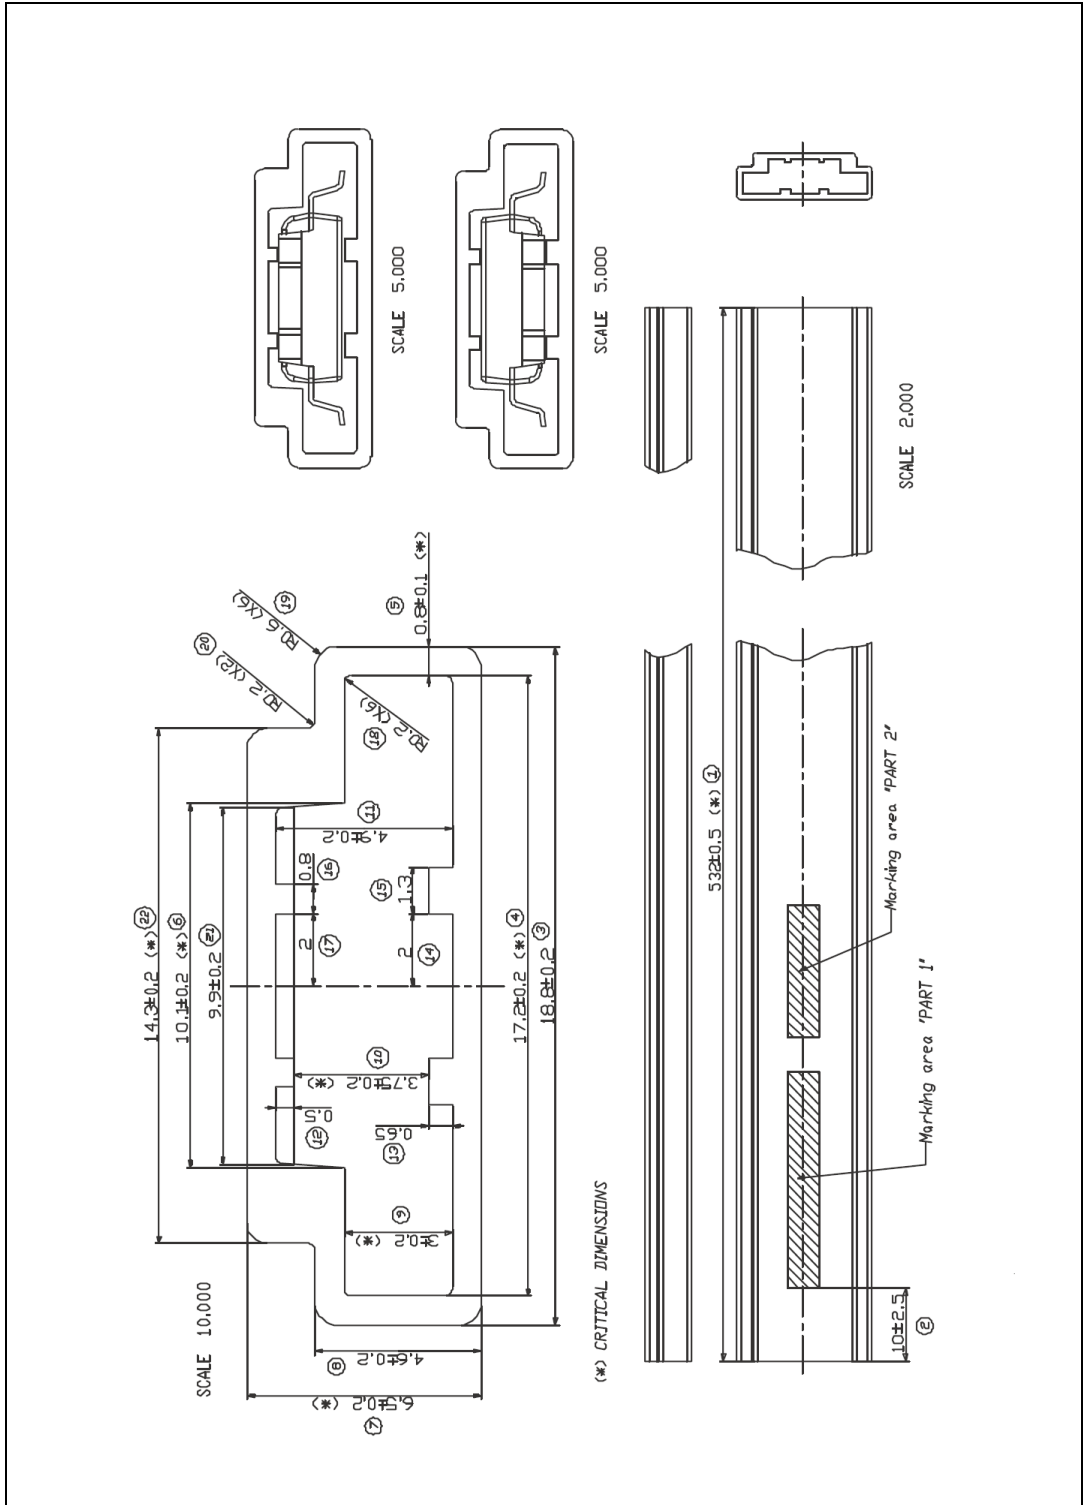 SCALE 5.000
SCALE 5.000
SCALE 2.000
SCALE 10.000
R0.2 (X2) 20
R0.6 (X6) 19
R0.2 (X6) 18
0.8±0.1 (*) 5
14.3±0.2 (*) 22
10.1±0.2 (*) 6
9.9±0.2 21
4.9±0.2 11
0.8 16
1.3 15
2 17
2 14
3.75±0.2 (*) 10
0.5 12
0.65 13
3±0.2 (*) 9
17.2±0.2 (*) 4
18.8±0.2 3
4.6±0.2 8
6.5±0.2 (*) 7
(*) CRITICAL DIMENSIONS
532±0.5 (*) 1
Marking area 'PART 2'
Marking area 'PART 1'
10±2.5 2